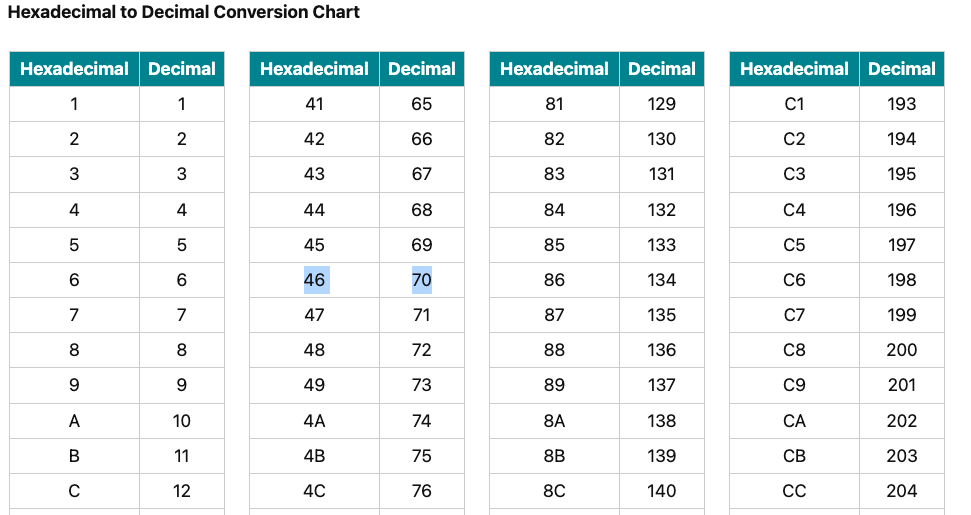 Hexadecimal to Decimal Conversion Chart
Hexadecimal Decimal Hexadecimal Decimal Hexadecimal Decimal Hexadecimal Decimal
1 1 41 65 81 129 C1 193
2 2 42 66 82 130 C2 194
3 3 43 67 83 131 C3 195
4 4 44 68 84 132 C4 196
5 5 45 69 85 133 C5 197
6 6 46 70 86 134 C6 198
7 7 47 71 87 135 C7 199
8 8 48 72 88 136 C8 200
9 9 49 73 89 137 C9 201
A 10 4A 74 8A 138 CA 202
B 11 4B 75 8B 139 CB 203
C 12 4C 76 8C 140 CC 204